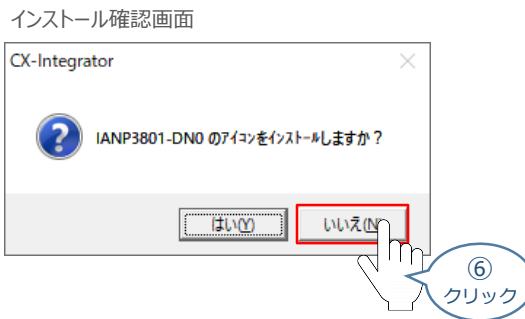 インストール確認画面
CX-Integrator
IANP3801-DN0 のアイコンをインストールしますか？
はい(Y)
いいえ(N)
⑥
クリック